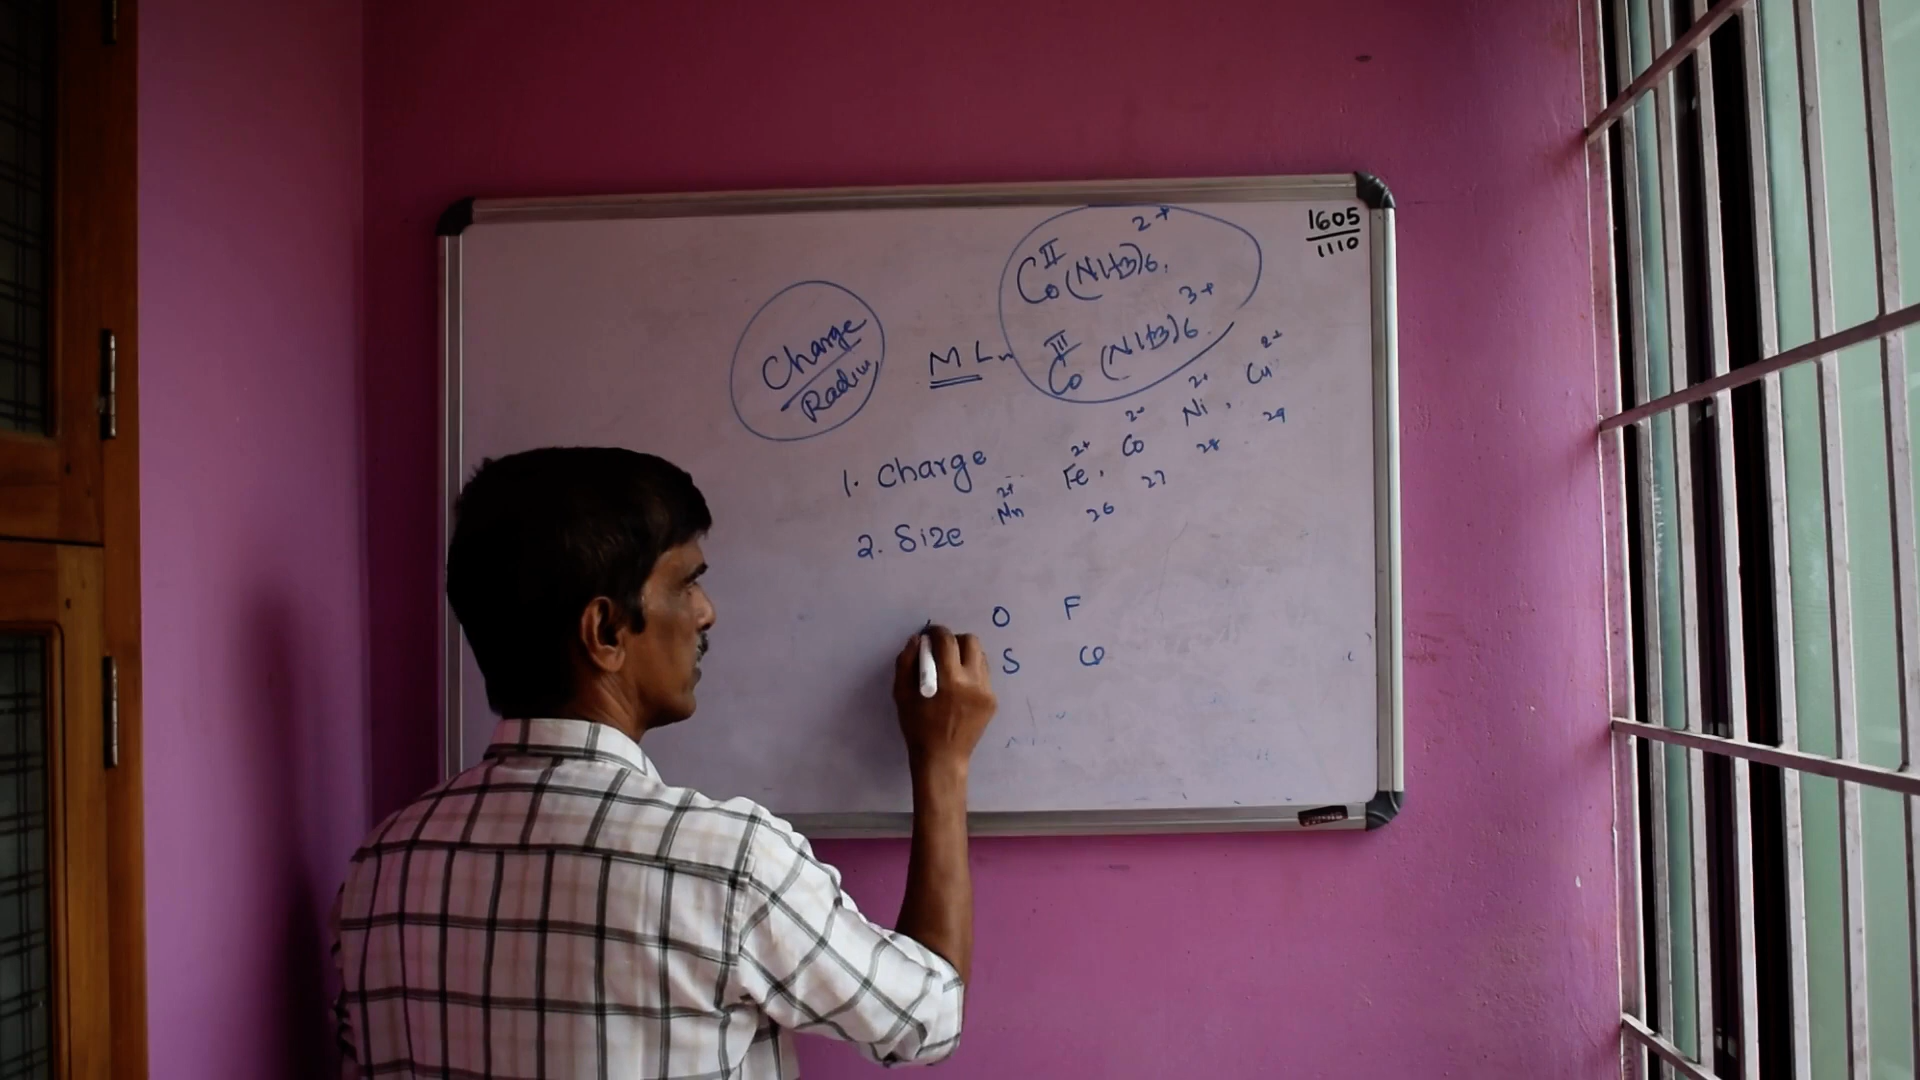 1605
1110
Co II (NH3)6. 2+
Co III (NH3)6. 3+
Charge
Radius
MLn
1. Charge
2. Size
Mn 2+ Fe 2+ . Co 2+ Ni 2+ . Cu 2+
26 27 28 29
O F
S Cl